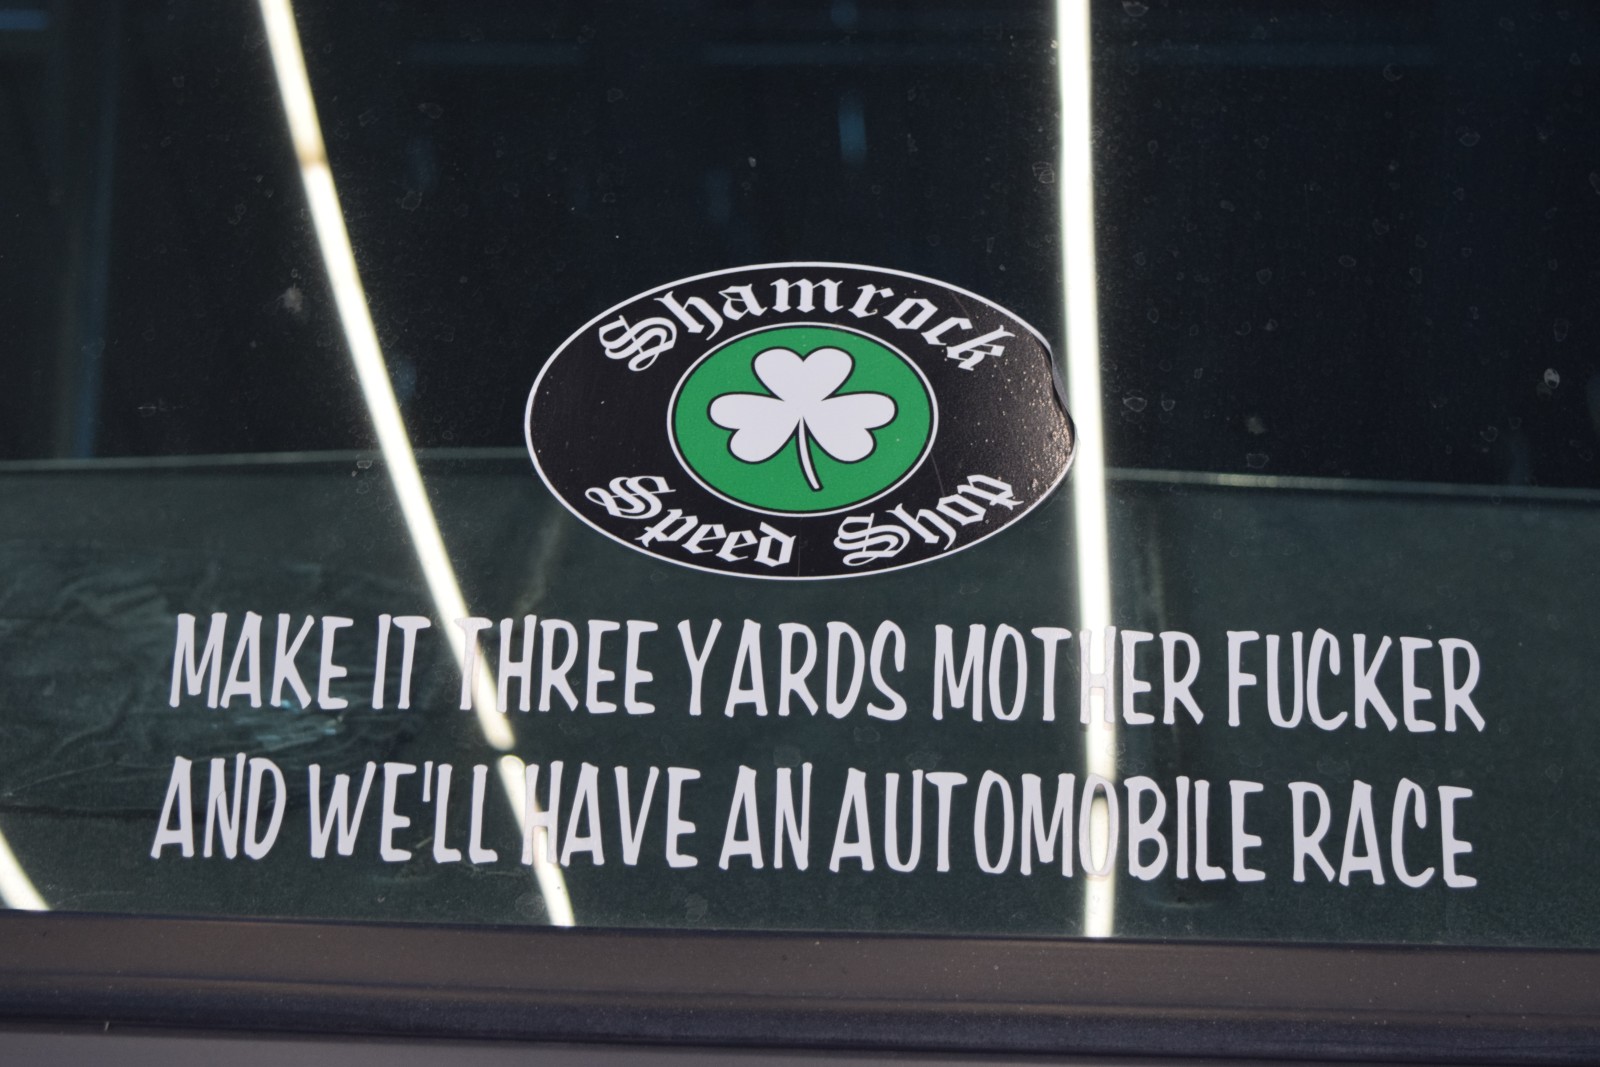 Shamrock
Speed Shop
MAKE IT THREE YARDS MOTHER FUCKER
AND WE'LL HAVE AN AUTOMOBILE RACE